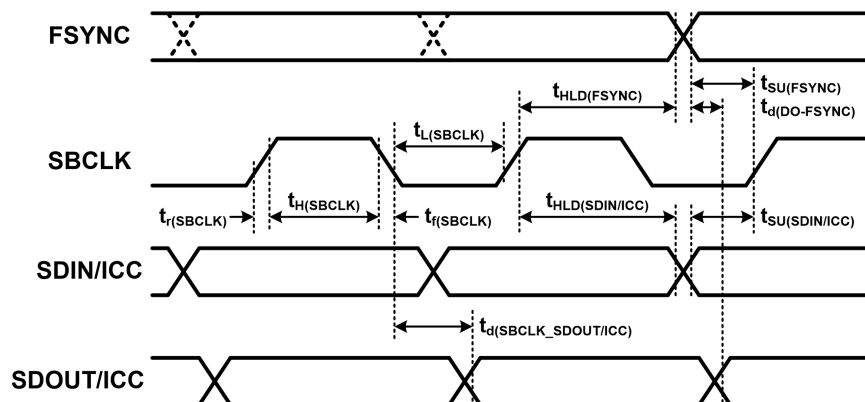 FSYNC
tSU(FSYNC)
tHLD(FSYNC)
td(DO-FSYNC)
tL(SBCLK)
SBCLK
tr(SBCLK)
tH(SBCLK)
tf(SBCLK)
tHLD(SDIN/ICC)
tSU(SDIN/ICC)
SDIN/ICC
td(SBCLK_SDOUT/ICC)
SDOUT/ICC